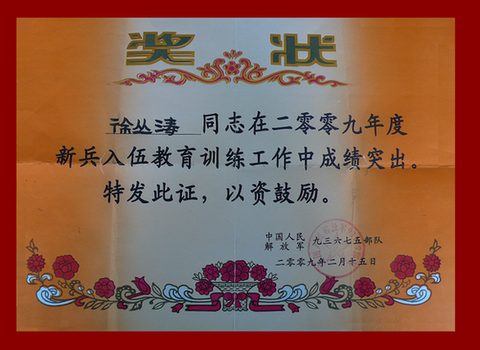 奖 状
徐丛涛 同志在二零零九年度
新兵入伍教育训练工作中成绩突出。
特发此证，以资鼓励。
中国人民
解放军 九三六七五部队
二零零九年二月十五日